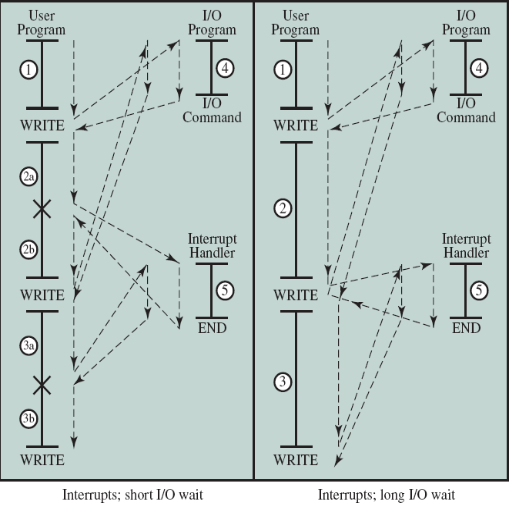 User
Program
I/O
Program
1
4
WRITE
I/O
Command
2a
2b
Interrupt
Handler
5
WRITE
END
3a
3b
WRITE
Interrupts; short I/O wait
User
Program
I/O
Program
1
4
WRITE
I/O
Command
2
Interrupt
Handler
5
WRITE
END
3
WRITE
Interrupts; long I/O wait